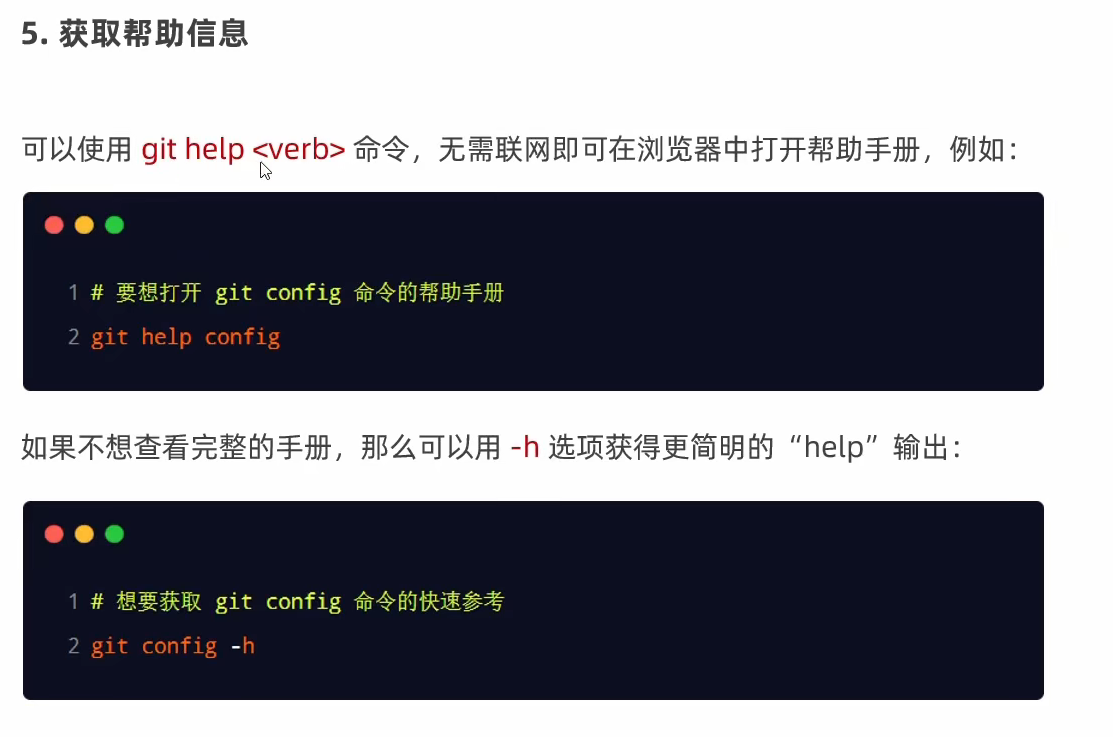 5. 获取帮助信息
可以使用 git help <verb> 命令，无需联网即可在浏览器中打开帮助手册，例如：
1 # 要想打开 git config 命令的帮助手册
2 git help config
如果不想查看完整的手册，那么可以用 -h 选项获得更简明的“help”输出：
1 # 想要获取 git config 命令的快速参考
2 git config -h